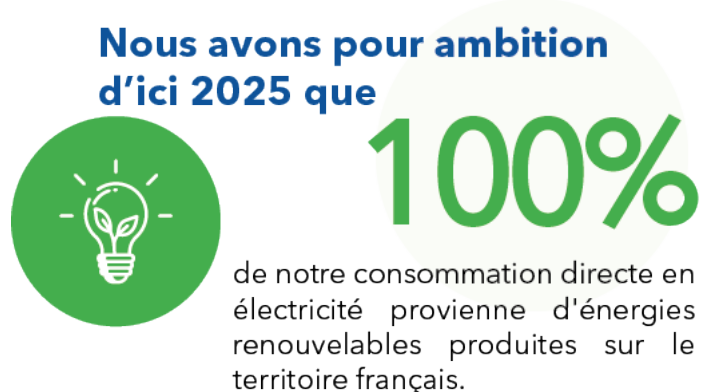 Nous avons pour ambition
d’ici 2025 que
100%
de notre consommation directe en
électricité provienne d'énergies
renouvelables produites sur le
territoire français.